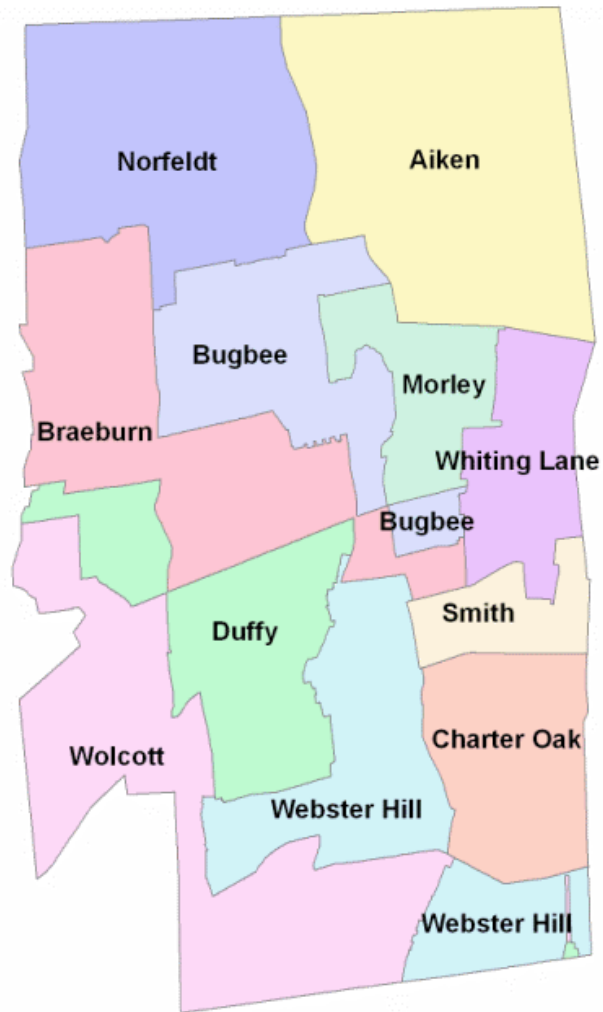 Norfeldt
Aiken
Bugbee
Morley
Braeburn
Whiting Lane
Bugbee
Smith
Duffy
Charter Oak
Wolcott
Webster Hill
Webster Hill